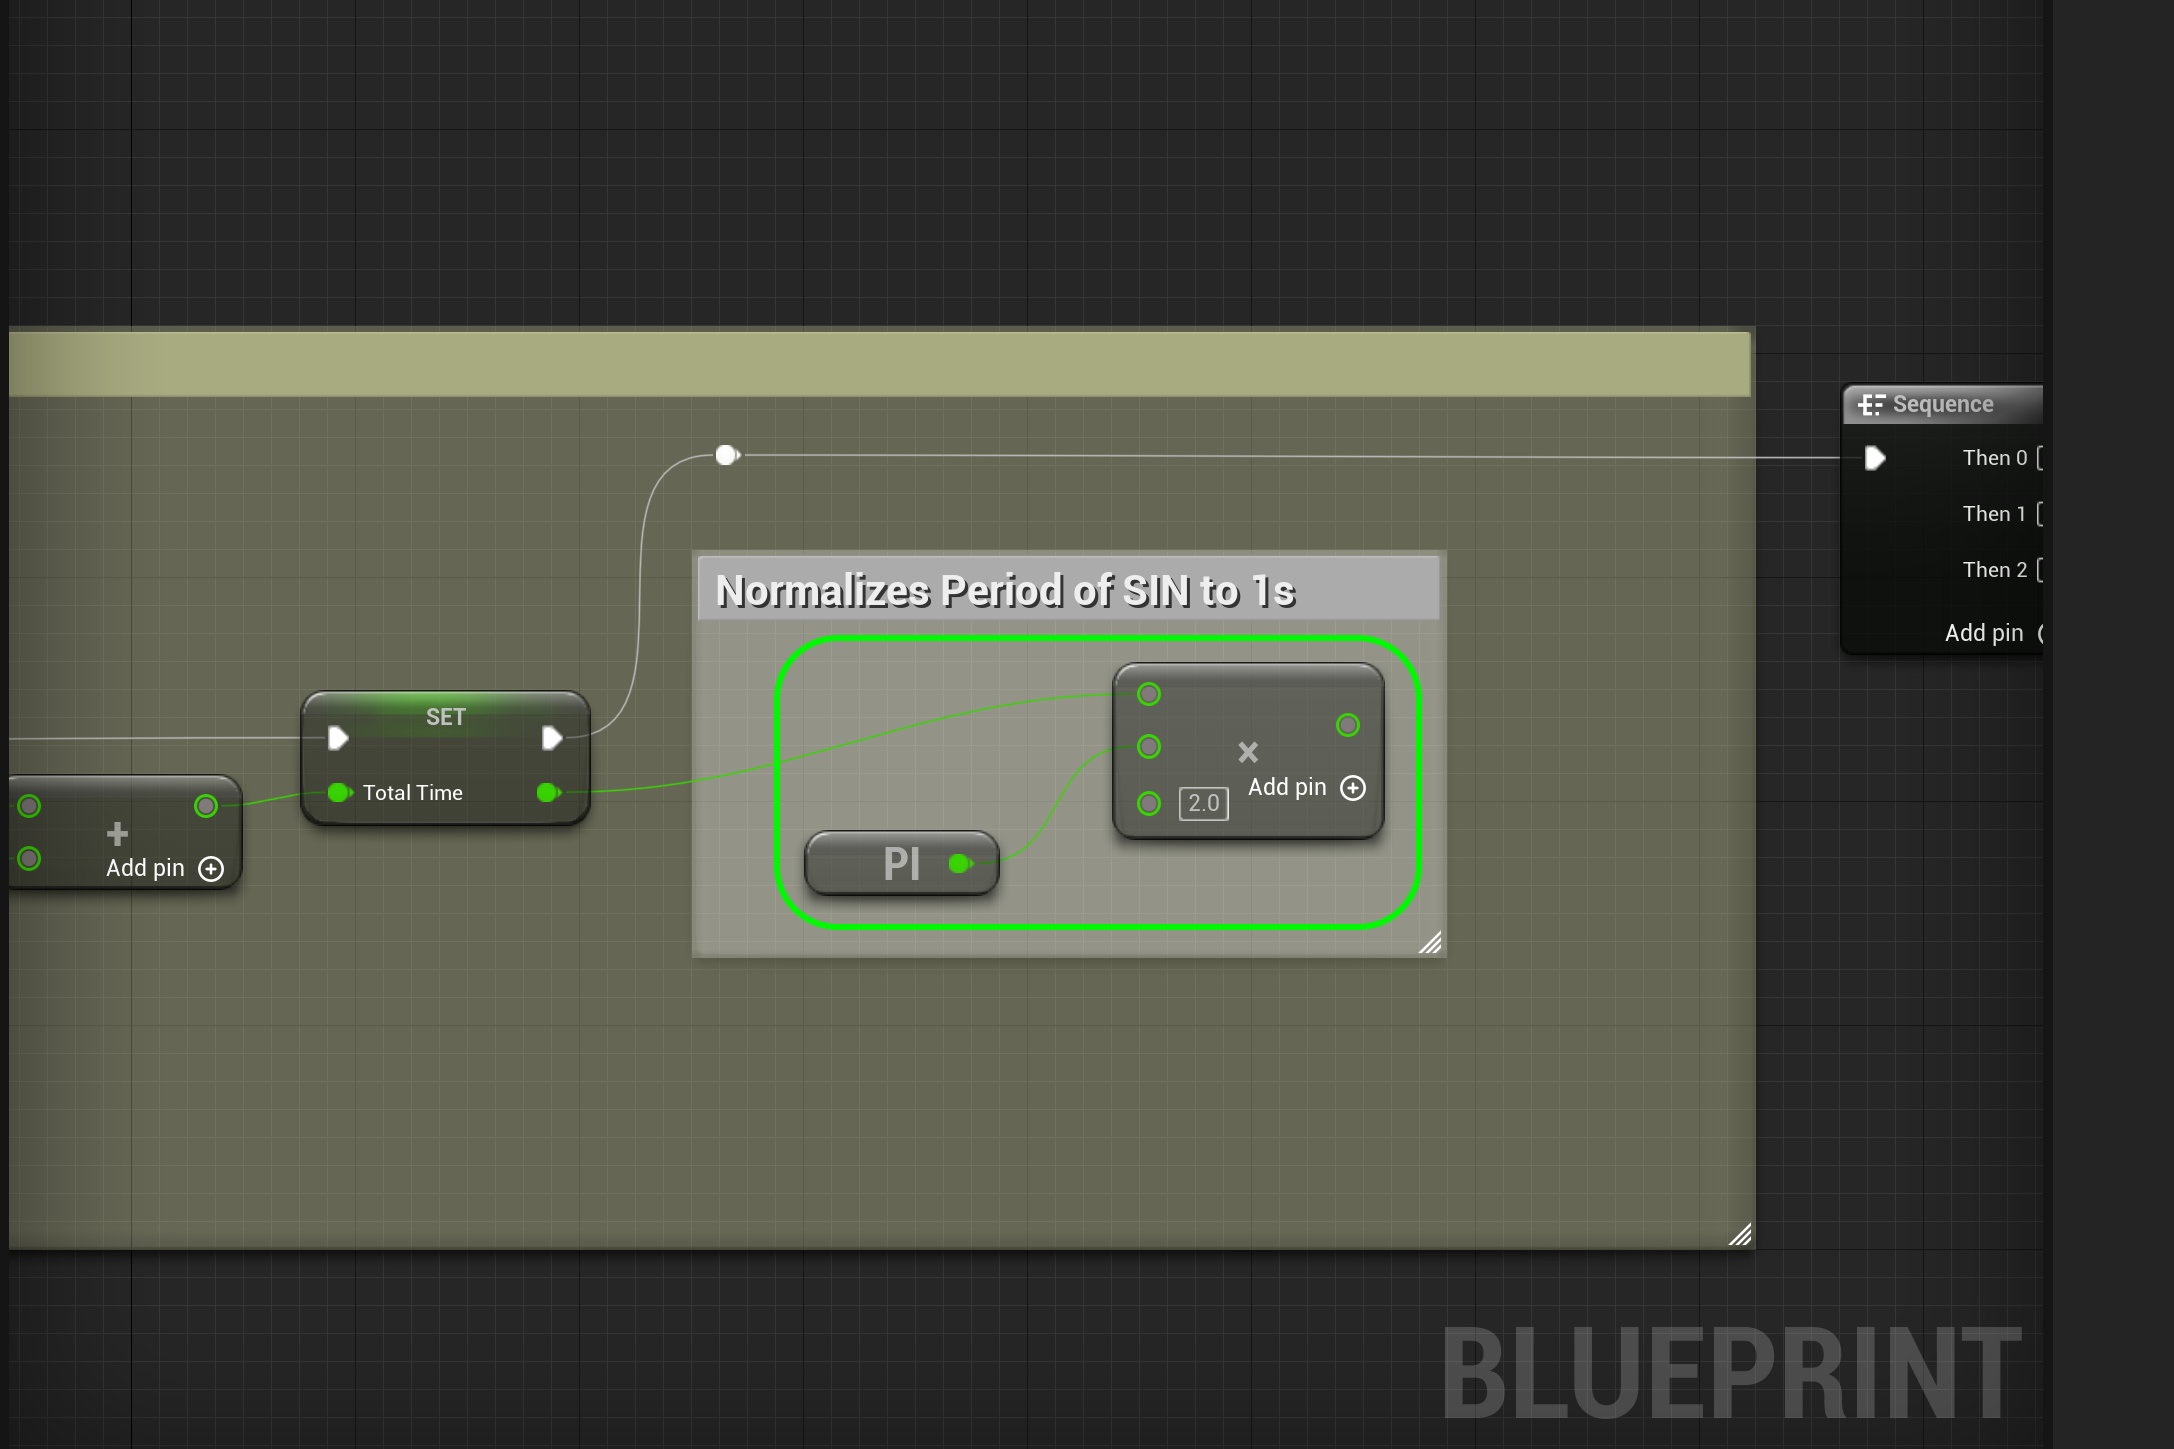 Sequence
Then 0
Then 1
Then 2
Add pin
Normalizes Period of SIN to 1s
SET
Total Time
+
Add pin
×
Add pin
2.0
PI
BLUEPRINT